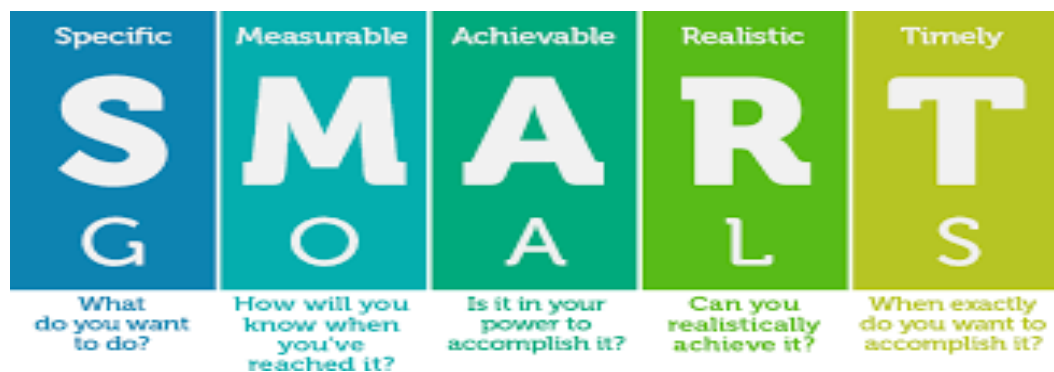 Specific Measurable Achievable Realistic Timely
S M A R T
G O A L S
What
do you want
to do?
How will you
know when
you've
reached it?
Is it in your
power to
accomplish it?
Can you
realistically
achieve it?
When exactly
do you want to
accomplish it?